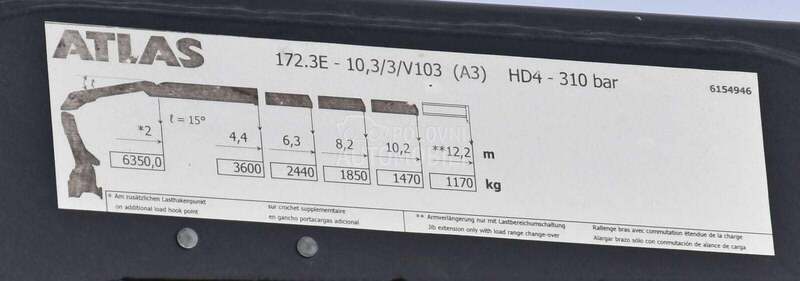 ATLAS
172.3E - 10,3/3/V103 (A3) HD4 - 310 bar
6154946
ℓ
ℓ = 15°
*2 4,4 6,3 8,2 10,2 **12,2 m
6350,0 3600 2440 1850 1470 1170 kg
* Am zusätzlichen Lasthakenpunkt
on additional load hook point
sur crochet supplementaire
en gancho portacargas adicional
** Armverlängerung nur mit Lastbereichumschaltung
Jib extension only with load range change-over
Rallenge bras avec commutation étendue de la charge
Alargar brazo sólo con conmutación de alance de carga